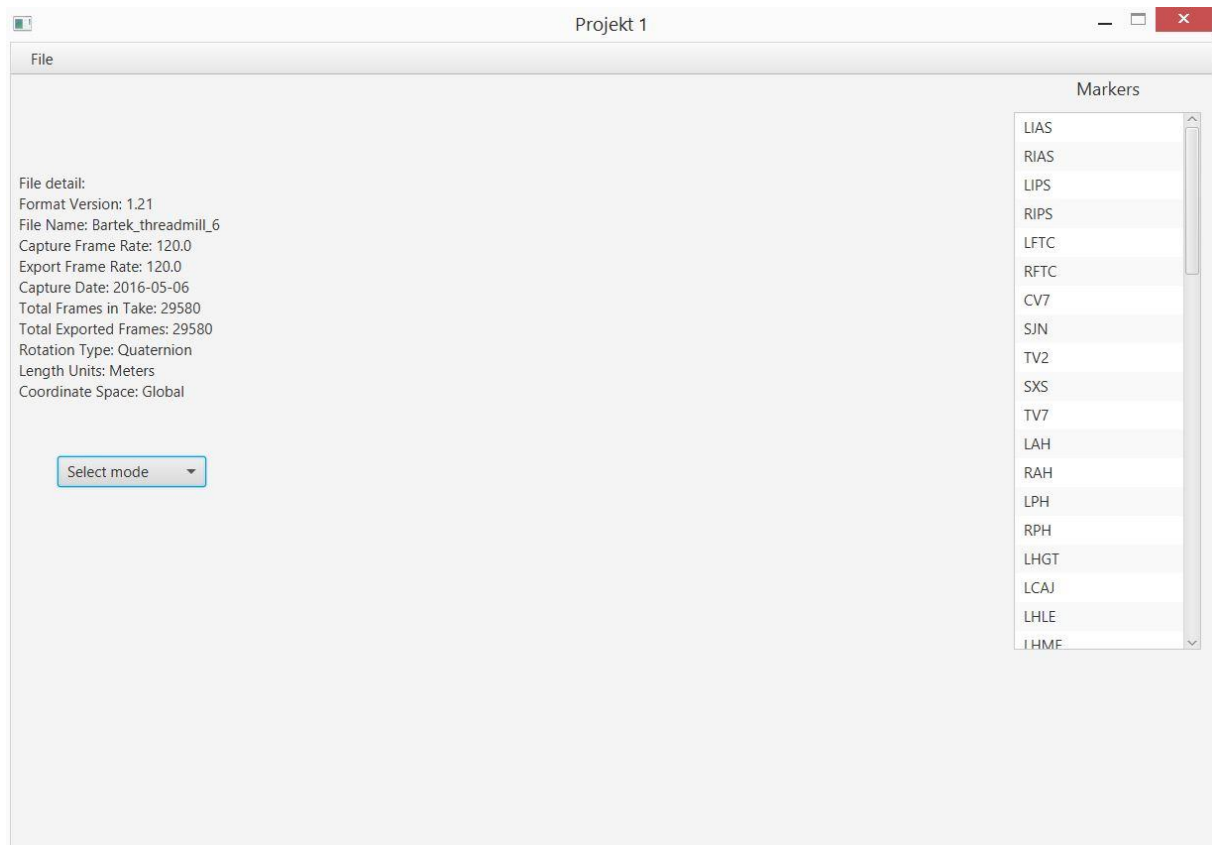 Projekt 1
File
Markers
File detail:
Format Version: 1.21
File Name: Bartek_threadmill_6
Capture Frame Rate: 120.0
Export Frame Rate: 120.0
Capture Date: 2016-05-06
Total Frames in Take: 29580
Total Exported Frames: 29580
Rotation Type: Quaternion
Length Units: Meters
Coordinate Space: Global
Select mode
LIAS
RIAS
LIPS
RIPS
LFTC
RFTC
CV7
SJN
TV2
SXS
TV7
LAH
RAH
LPH
RPH
LHGT
LCAJ
LHLE